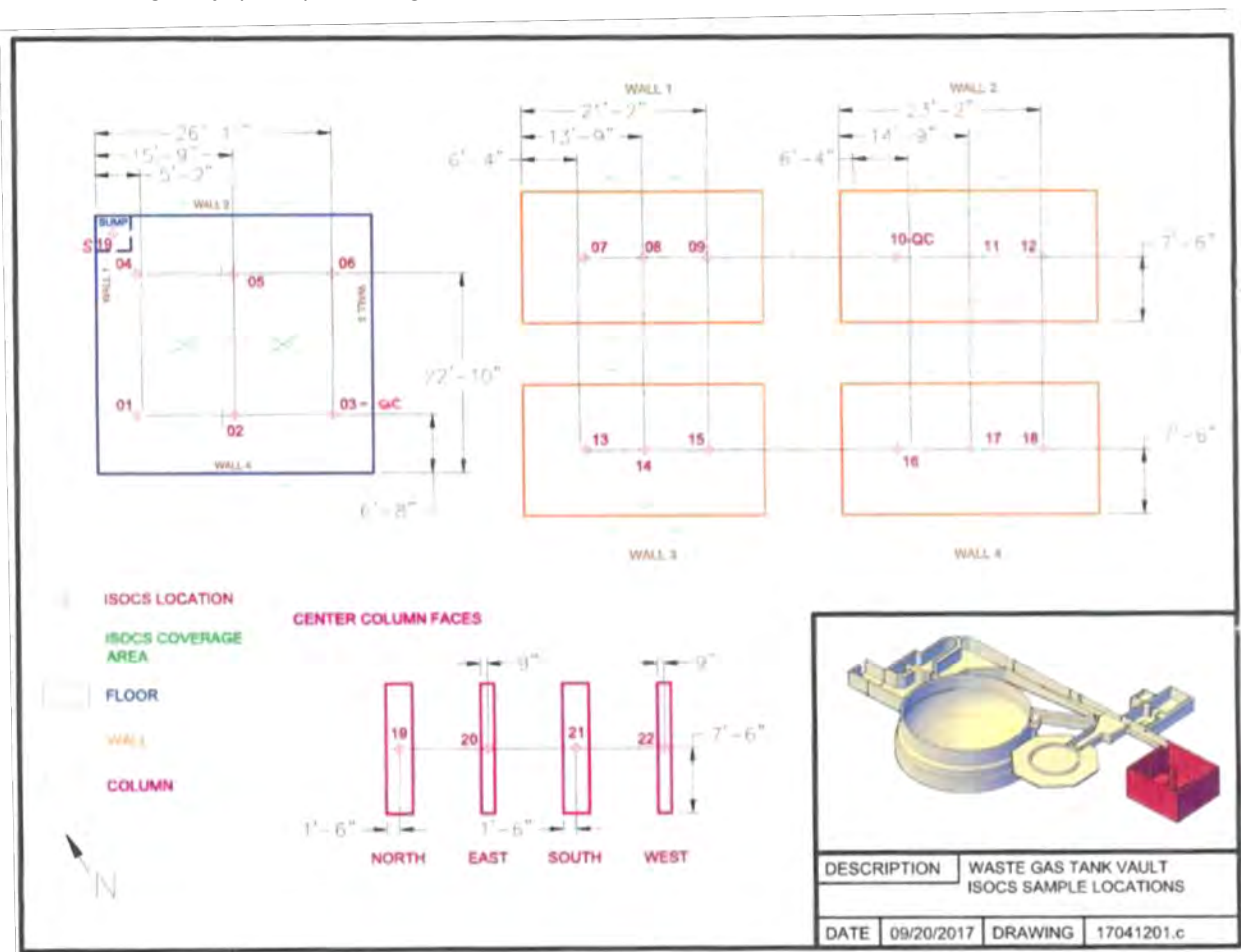 WALL 1
WALL 2
21'-2"
23'-2"
26'
15'-9"
13'-9"
14'-9"
5'-2"
6'-4"
6'-4"
WALL 2
SUMP
S 19
04
05
06
WALL 1
07
08
09
10-QC
11
12
7'-6"
22'-10"
01
02
03 - QC
WALL 4
6'-8"
13
14
15
16
17
18
7'-6"
WALL 3
WALL 4
ISOCS LOCATION
ISOCS COVERAGE
AREA
FLOOR
WALL
COLUMN
CENTER COLUMN FACES
9"
9"
19
20
21
22
7'-6"
1'-6"
1'-6"
NORTH
EAST
SOUTH
WEST
N
DESCRIPTION
WASTE GAS TANK VAULT
ISOCS SAMPLE LOCATIONS
DATE
09/20/2017
DRAWING
17041201.c